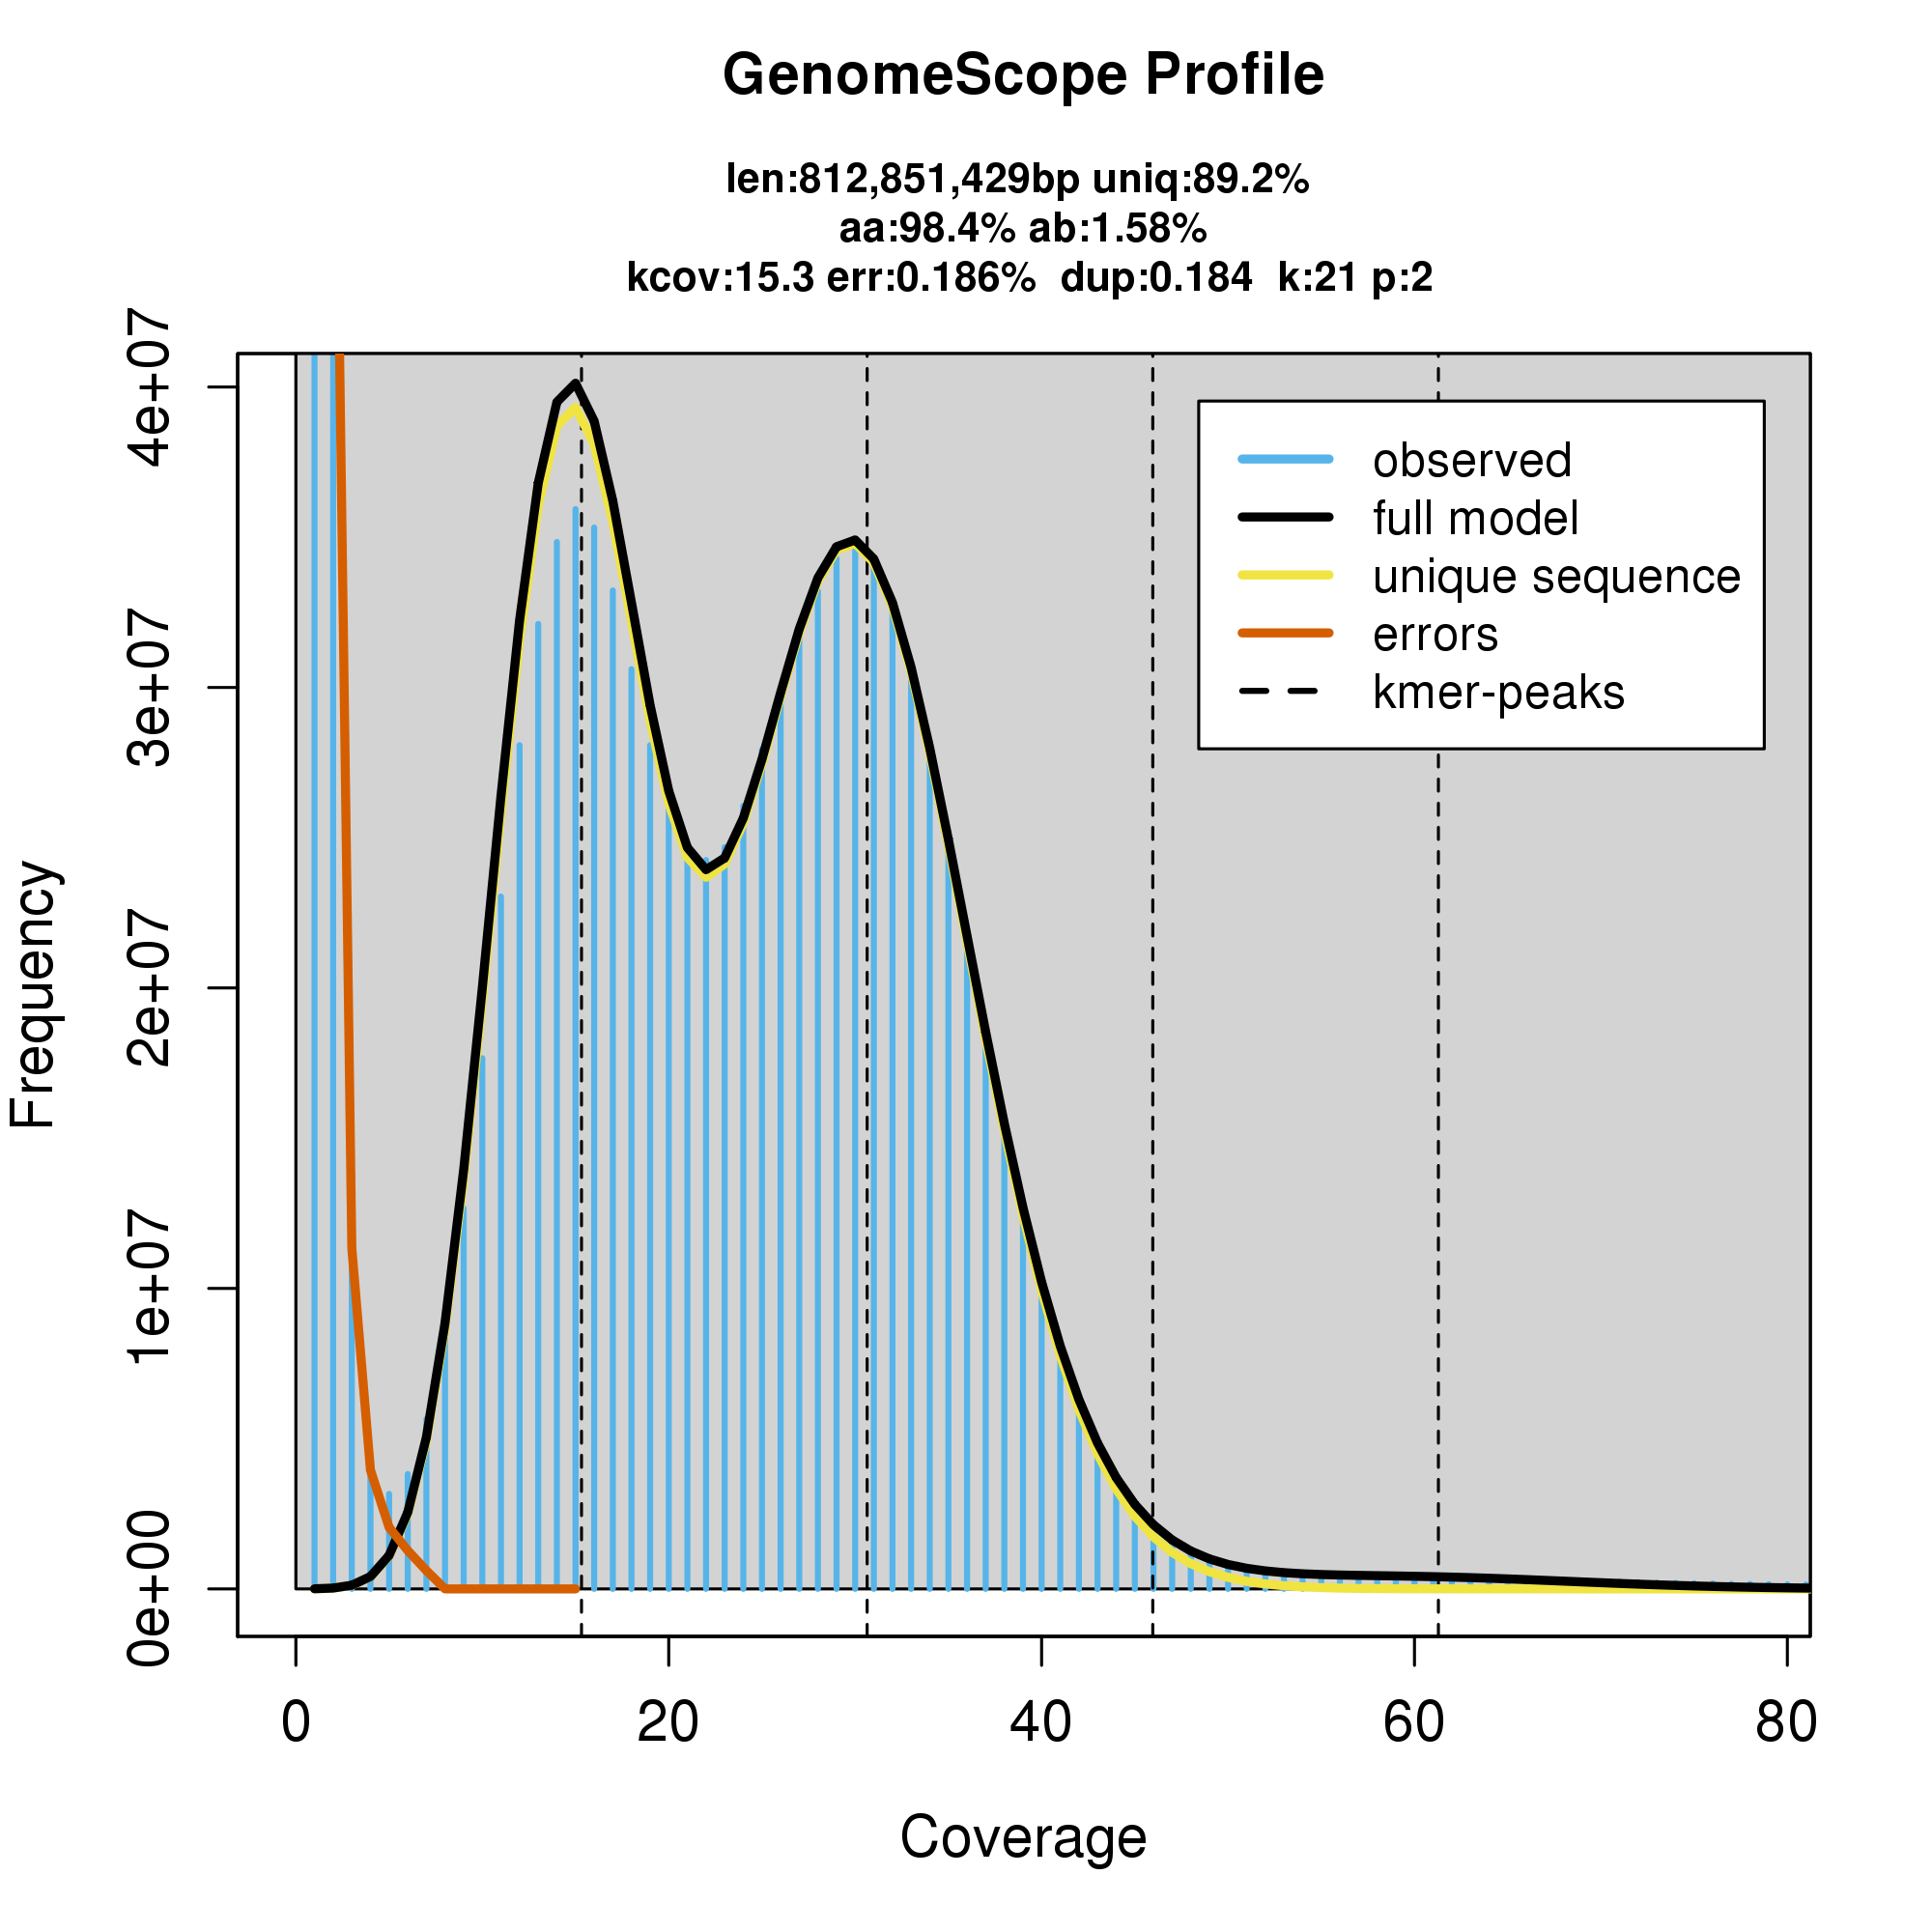 GenomeScope Profile
len:812,851,429bp uniq:89.2%
aa:98.4% ab:1.58%
kcov:15.3 err:0.186% dup:0.184 k:21 p:2
4e+07
3e+07
2e+07
1e+07
0e+00
Frequency
observed
full model
unique sequence
errors
kmer-peaks
0 20 40 60 80
Coverage